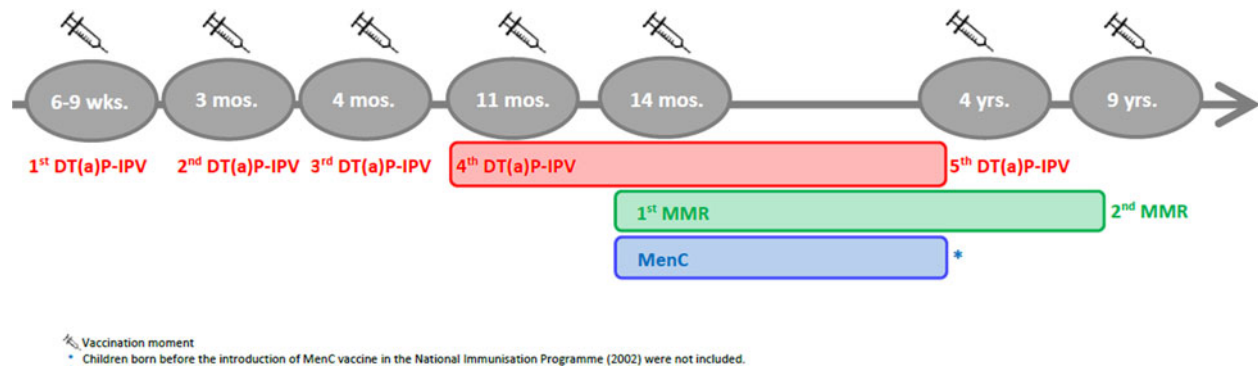 6-9 wks. 3 mos. 4 mos. 11 mos. 14 mos. 4 yrs. 9 yrs.
1st DT(a)P-IPV 2nd DT(a)P-IPV 3rd DT(a)P-IPV 4th DT(a)P-IPV 5th DT(a)P-IPV
1st MMR 2nd MMR
MenC *
Vaccination moment
* Children born before the introduction of MenC vaccine in the National Immunisation Programme (2002) were not included.